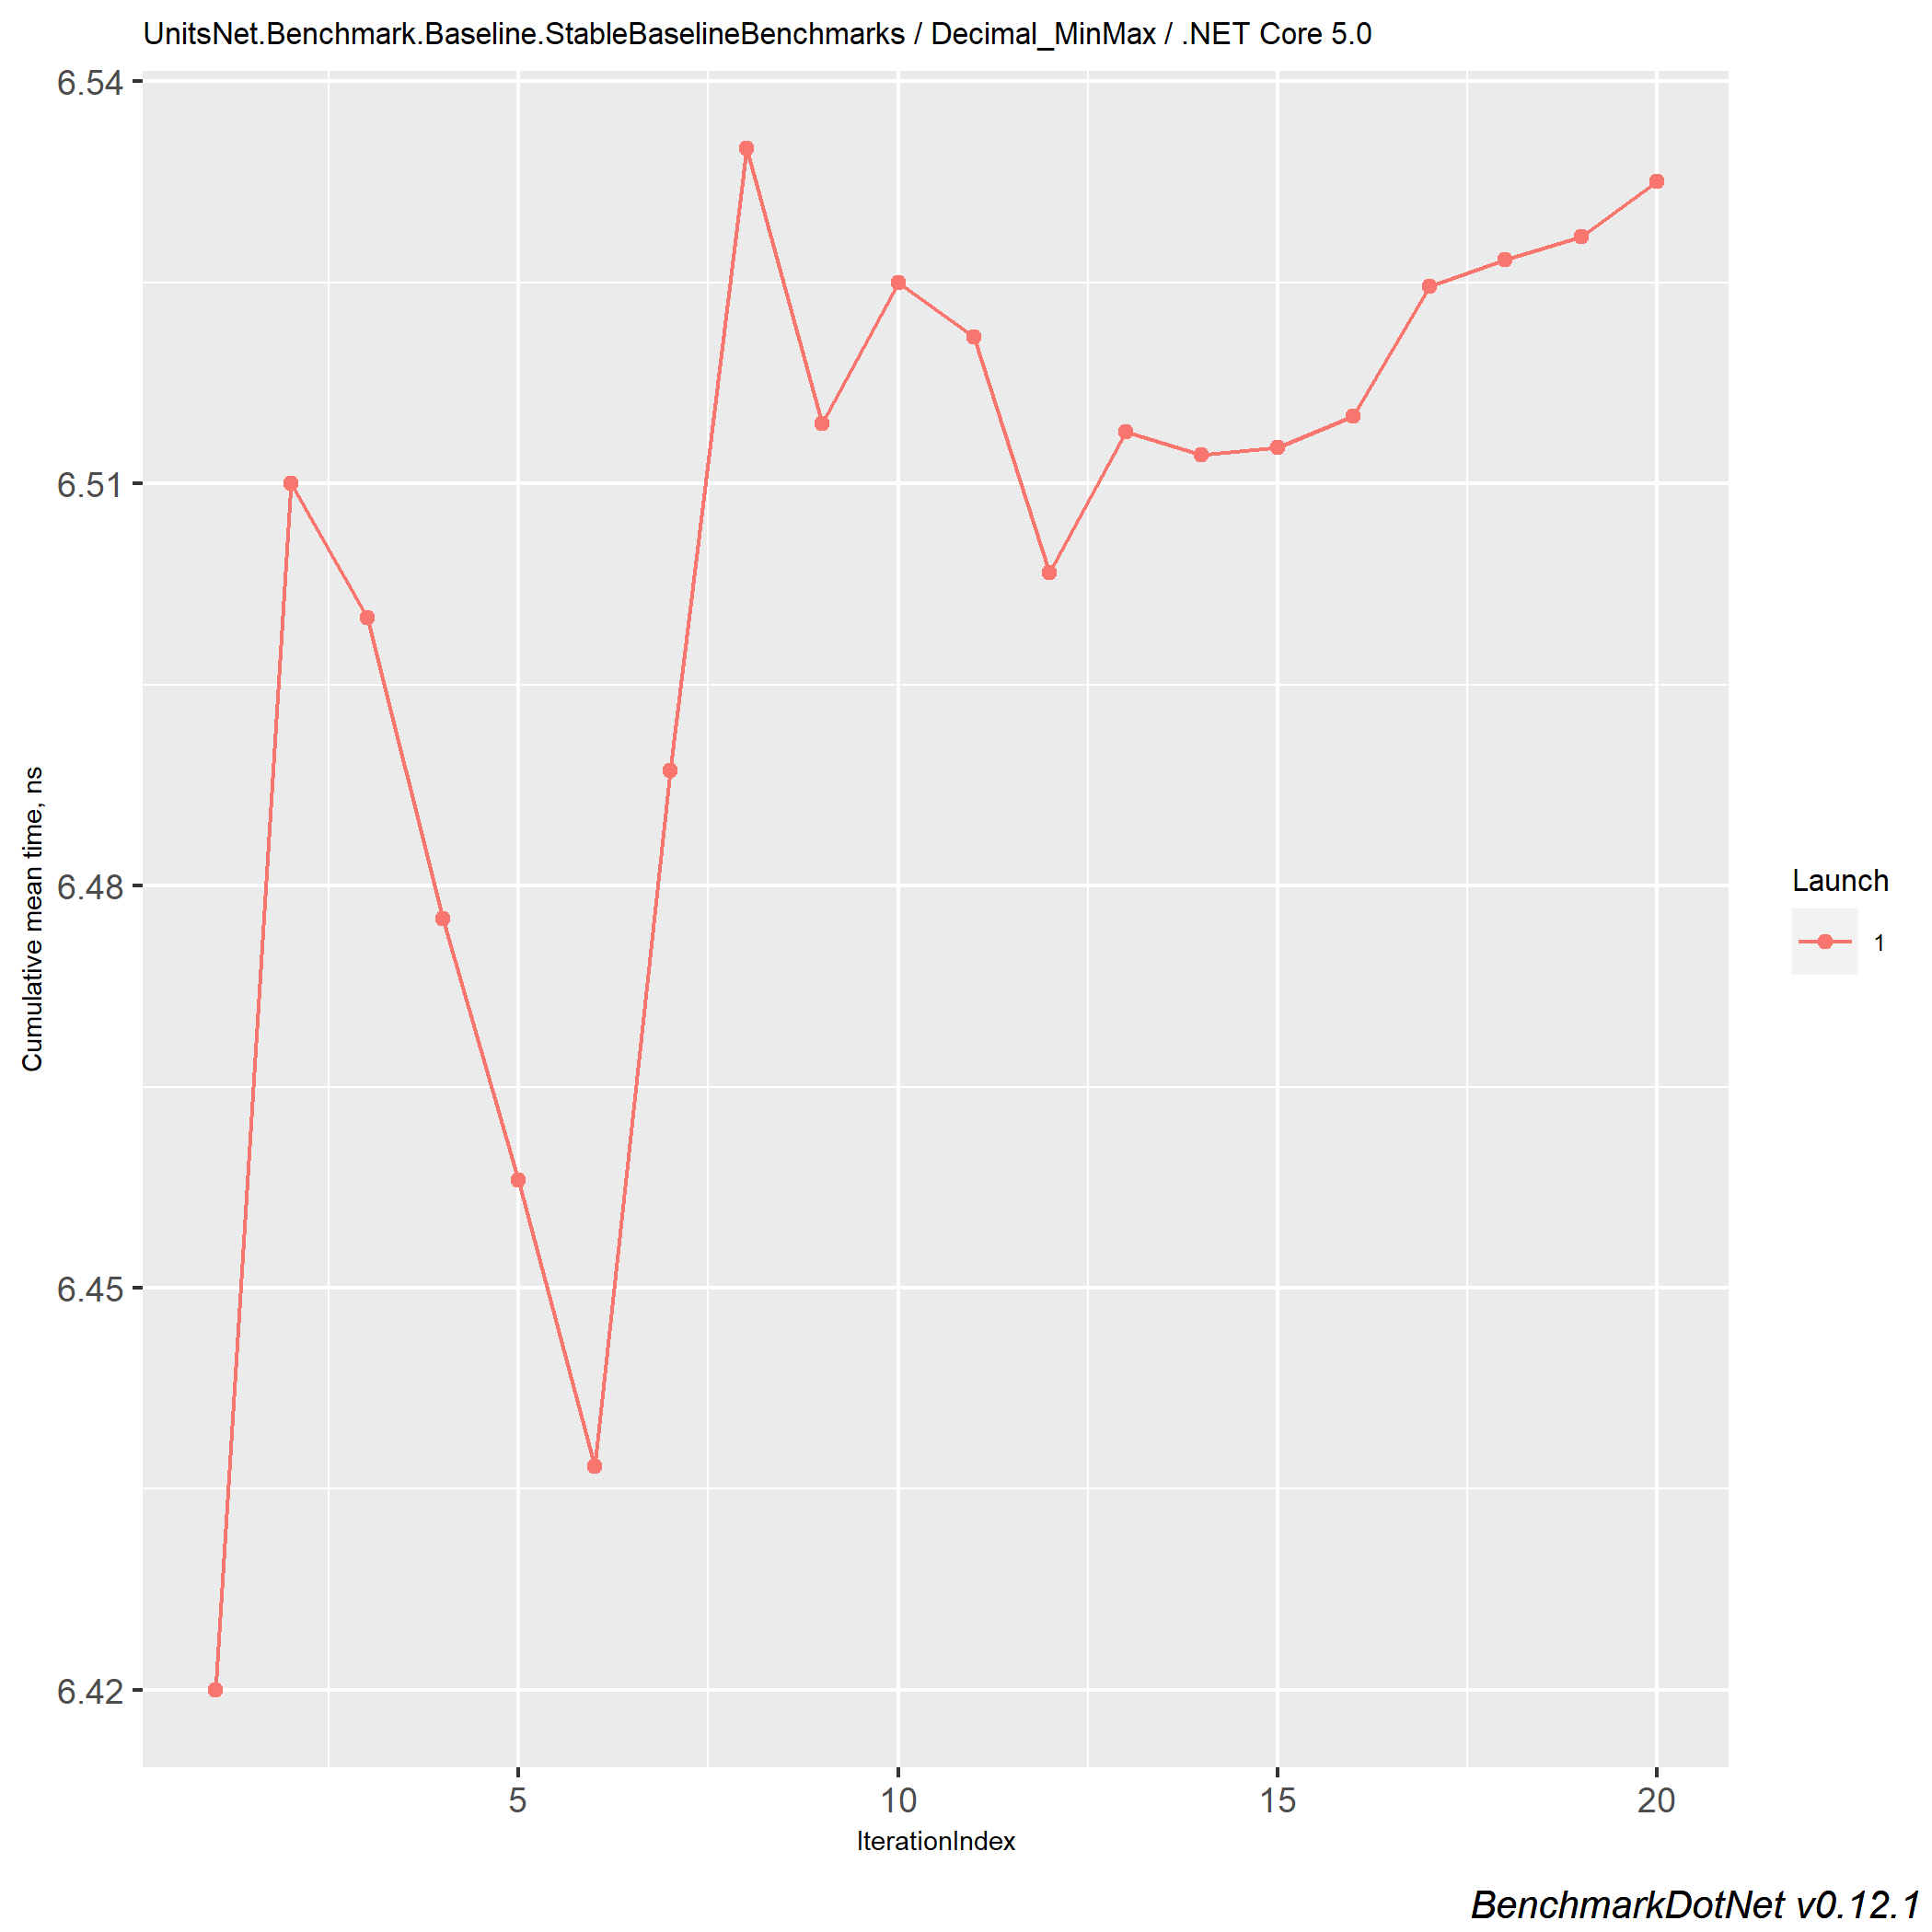 UnitsNet.Benchmark.Baseline.StableBaselineBenchmarks / Decimal_MinMax / .NET Core 5.0
6.54
6.51
6.48
6.45
6.42
Cumulative mean time, ns
Launch
1
5 10 15 20
IterationIndex
BenchmarkDotNet v0.12.1